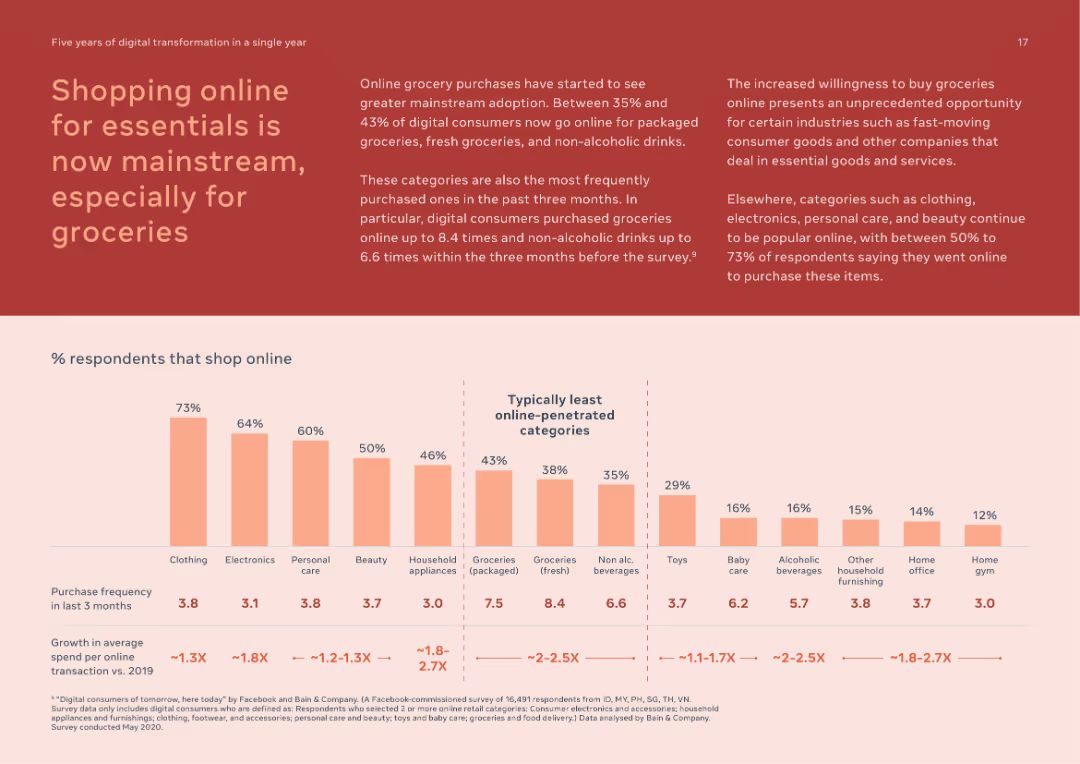 Five years of digital transformation in a single year
17
Shopping online
for essentials is
now mainstream,
especially for
groceries
Online grocery purchases have started to see
greater mainstream adoption. Between 35% and
43% of digital consumers now go online for packaged
groceries, fresh groceries, and non-alcoholic drinks.
These categories are also the most frequently
purchased ones in the past three months. In
particular, digital consumers purchased groceries
online up to 8.4 times and non-alcoholic drinks up to
6.6 times within the three months before the survey.⁹
The increased willingness to buy groceries
online presents an unprecedented opportunity
for certain industries such as fast-moving
consumer goods and other companies that
deal in essential goods and services.
Elsewhere, categories such as clothing,
electronics, personal care, and beauty continue
to be popular online, with between 50% to
73% of respondents saying they went online
to purchase these items.
% respondents that shop online
Typically least
online-penetrated
categories
73%
64%
60%
50%
46%
43%
38%
35%
29%
16%
16%
15%
14%
12%
Clothing
Electronics
Personal
care
Beauty
Household
appliances
Groceries
(packaged)
Groceries
(fresh)
Non alc.
beverages
Toys
Baby
care
Alcoholic
beverages
Other
household
furnishing
Home
office
Home
gym
Purchase frequency
in last 3 months
3.8
3.1
3.8
3.7
3.0
7.5
8.4
6.6
3.7
6.2
5.7
3.8
3.7
3.0
Growth in average
spend per online
transaction vs. 2019
~1.3X
~1.8X
~1.2-1.3X
~1.8-
2.7X
~2-2.5X
~1.1-1.7X
~2-2.5X
~1.8-2.7X
⁹ "Digital consumers of tomorrow, here today" by Facebook and Bain & Company. (A Facebook-commissioned survey of 16,491 respondents from ID, MY, PH, SG, TH, VN.
Survey data only includes digital consumers who are defined as: Respondents who selected 2 or more online retail categories; Consumer electronics and accessories; household
appliances and furnishings; clothing, footwear, and accessories; personal care and beauty; toys and baby care; groceries and food delivery.) Data analysed by Bain & Company.
Survey conducted May 2020.